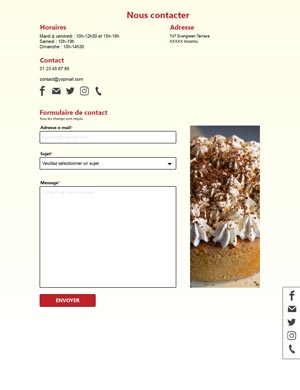 Nous contacter
Horaires
Mardi à vendredi : 10h-12h30 et 15h-19h
Samedi : 10h-19h
Dimanche : 10h-14h30
Adresse
747 Evergreen Terrace
XXXXX Inconnu
Contact
01 23 45 67 89
contact@yopmail.com
Formulaire de contact
Tous les champs sont requis
Adresse e-mail*
Sujet*
Veuillez sélectionner un sujet
Message*
ENVOYER